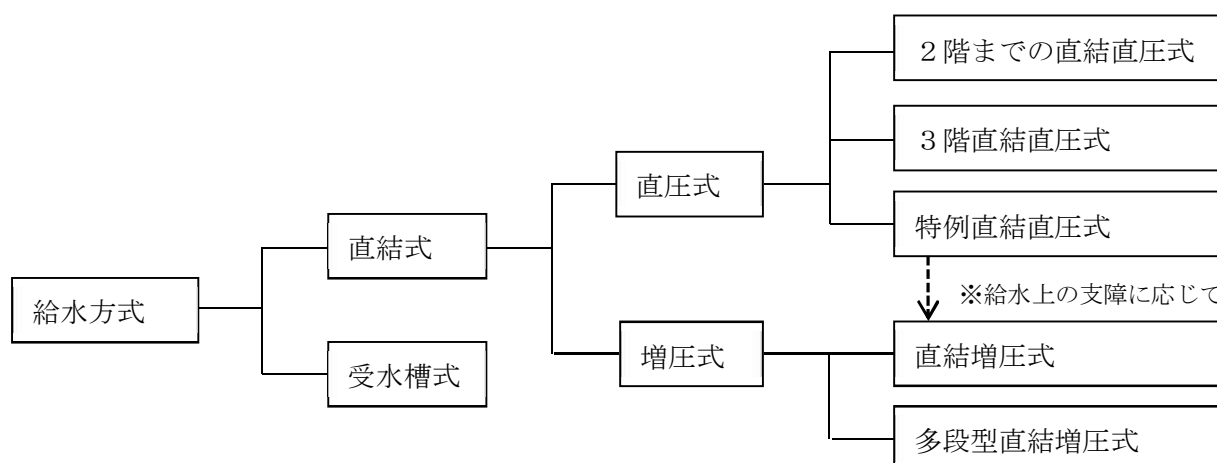 ２階までの直結直圧式
３階直結直圧式
直圧式
特例直結直圧式
直結式
※給水上の支障に応じて
給水方式
増圧式
直結増圧式
受水槽式
多段型直結増圧式